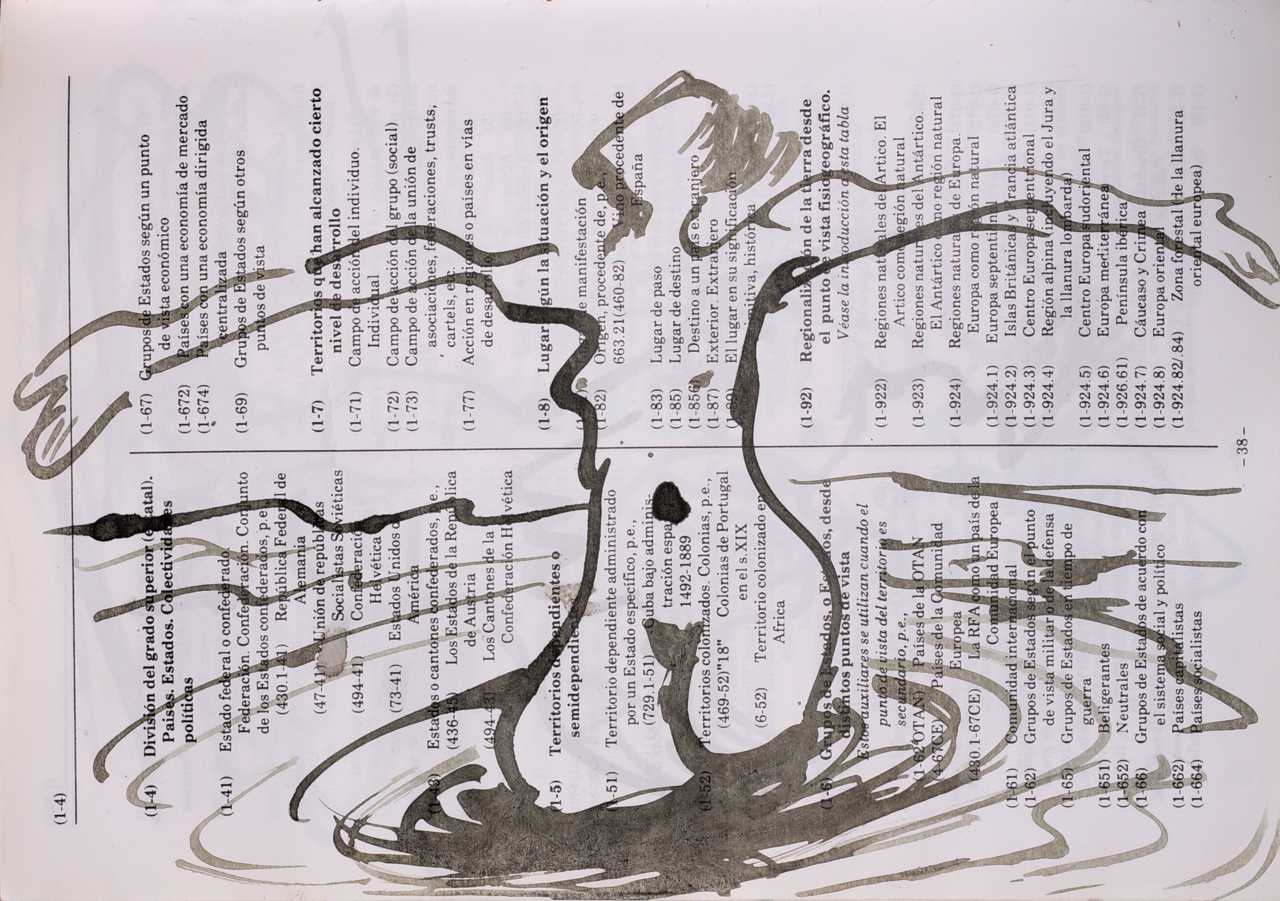 (1-4)
(1-4) División del grado superior (estatal).
Países. Estados. Colectividades
políticas
(1-41) Estado federal o confederado.
Federación. Confederación. Conjunto
de los Estados confederados, p.e.,
(430.1-41) República Federal de
Alemania
(47-41) Unión de repúblicas
Socialistas Soviéticas
(494-41) Confederación
Helvética
(73-41) Estados Unidos de
América
(1-43) Estados o cantones confederados, p.e.,
(436-43) Los Estados de la República
de Austria
(494-43) Los Cantones de la
Confederación Helvética
(1-5) Territorios dependientes o
semidependientes
(1-51) Territorio dependiente administrado
por un Estado específico, p.e.,
(729.1-51) Cuba bajo adminis-
tración española
1492-1889
(1-52) Territorios colonizados. Colonias, p.e.,
(469-52)"18" Colonias de Portugal
en el s.XIX
(6-52) Territorio colonizado en
Africa
(1-6) Grupos de Estados, o Estados, desde
distintos puntos de vista
Estos auxiliares se utilizan cuando el
punto de vista del territorio es
secundario, p.e.,
(1-62 OTAN) Países de la OTAN
(4-67CE) Países de la Comunidad
Europea
(430.1-67CE) La RFA como un país de la
Comunidad Europea
(1-61) Comunidad Internacional
(1-62) Grupos de Estados según el punto
de vista militar o de la defensa
(1-65) Grupos de Estados en tiempo de
guerra
(1-651) Beligerantes
(1-652) Neutrales
(1-66) Grupos de Estados de acuerdo con
el sistema social y político
(1-662) Países capitalistas
(1-664) Países socialistas
(1-67) Grupos de Estados según un punto
de vista económico
(1-672) Países con una economía de mercado
(1-674) Países con una economía dirigida
centralizada
(1-69) Grupos de Estados según otros
puntos de vista
(1-7) Territorios que han alcanzado cierto
nivel de desarrollo
(1-71) Campo de acción del individuo.
Individual
(1-72) Campo de acción del grupo (social)
(1-73) Campo de acción de la unión de
asociaciones, federaciones, trusts,
cartels, etc.
(1-77) Acción en países o países en vías
de desarrollo
(1-8) Lugar según la situación y el origen
manifestación
(1-82) Origen, procedente de, p.e.,
663.21(460-82) Vino procedente de
España
(1-83) Lugar de paso
(1-85) Lugar de destino
(1-856) Destino a un país extranjero
(1-87) Exterior. Extranjero
(1-89) El lugar en su significación
histórica
(1-92) Regionalización de la tierra desde
el punto de vista fisiogeográfico.
Véase la introducción a esta tabla
(1-922) Regiones naturales de Artico. El
Artico como región natural
(1-923) Regiones naturales del Antártico.
El Antártico como región natural
(1-924) Regiones naturales de Europa.
Europa como región natural
(1-924.1) Europa septentrional
(1-924.2) Islas Británicas y Francia atlántica
(1-924.3) Centro Europa septentrional
(1-924.4) Región alpina (incluyedo el Jura y
la llanura lombarda)
(1-924.5) Centro Europa sudoriental
(1-924.6) Europa mediterránea
(1-926.61) Península ibérica
(1-924.7) Cáucaso y Crimea
(1-924.8) Europa oriental
(1-924.82/.84) Zona forestal (de la llanura
oriental europea)
– 38 –